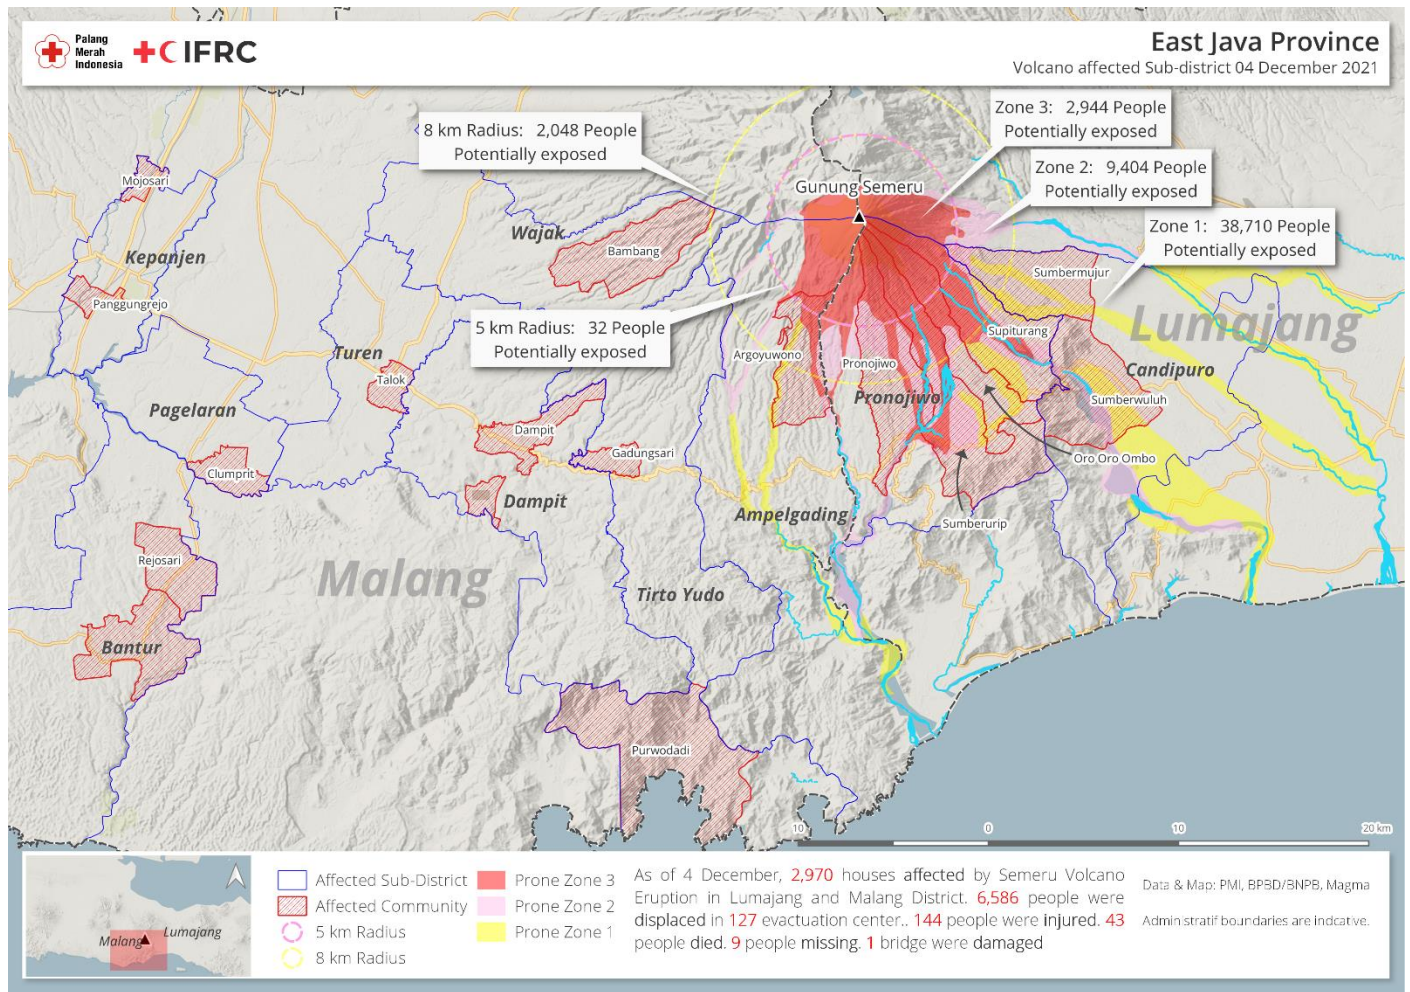 Palang
Merah
Indonesia
IFRC
East Java Province
Volcano affected Sub-district 04 December 2021
8 km Radius: 2,048 People
Potentially exposed
Zone 3: 2,944 People
Potentially exposed
Zone 2: 9,404 People
Potentially exposed
Zone 1: 38,710 People
Potentially exposed
5 km Radius: 32 People
Potentially exposed
Gunung Semeru
Mojosari
Kepanjen
Wajak
Bambang
Panggungrejo
Sumbermujur
Lumajang
Supiturang
Turen
Argoyuwono
Pronojiwo
Candipuro
Talok
Pronojiwo
Sumberwuluh
Pagelaran
Dampit
Gadungsari
Oro Oro Ombo
Clumprit
Dampit
Ampelgading
Sumberurip
Rejosari
Malang
Tirto Yudo
Bantur
Purwodadi
10
0
10
20 km
Malang
Lumajang
Affected Sub-District
Affected Community
5 km Radius
8 km Radius
Prone Zone 3
Prone Zone 2
Prone Zone 1
As of 4 December, 2,970 houses affected by Semeru Volcano
Eruption in Lumajang and Malang District. 6,586 people were
displaced in 127 evactuation center.. 144 people were injured. 43
people died. 9 people missing. 1 bridge were damaged
Data & Map: PMI, BPBD/BNPB, Magma
Administratif boundaries are indcative.